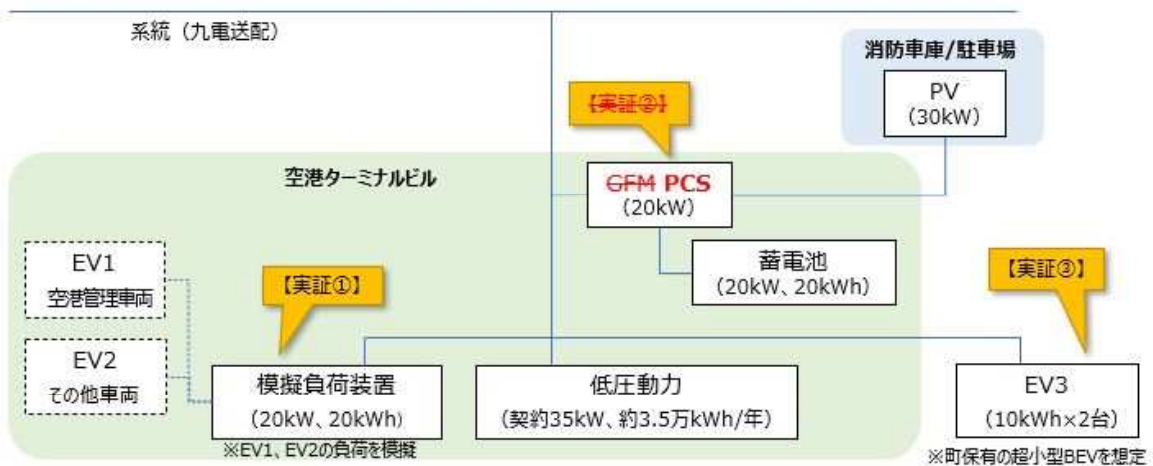 系統（九電送配）
消防車庫/駐車場
PV
（30kW）
【実証②】
空港ターミナルビル
GFM PCS
（20kW）
蓄電池
（20kW、20kWh）
EV1
空港管理車両
EV2
その他車両
【実証①】
【実証③】
模擬負荷装置
（20kW、20kWh）
※EV1、EV2の負荷を模擬
低圧動力
（契約35kW、約3.5万kWh/年）
EV3
（10kWh×2台）
※町保有の超小型BEVを想定